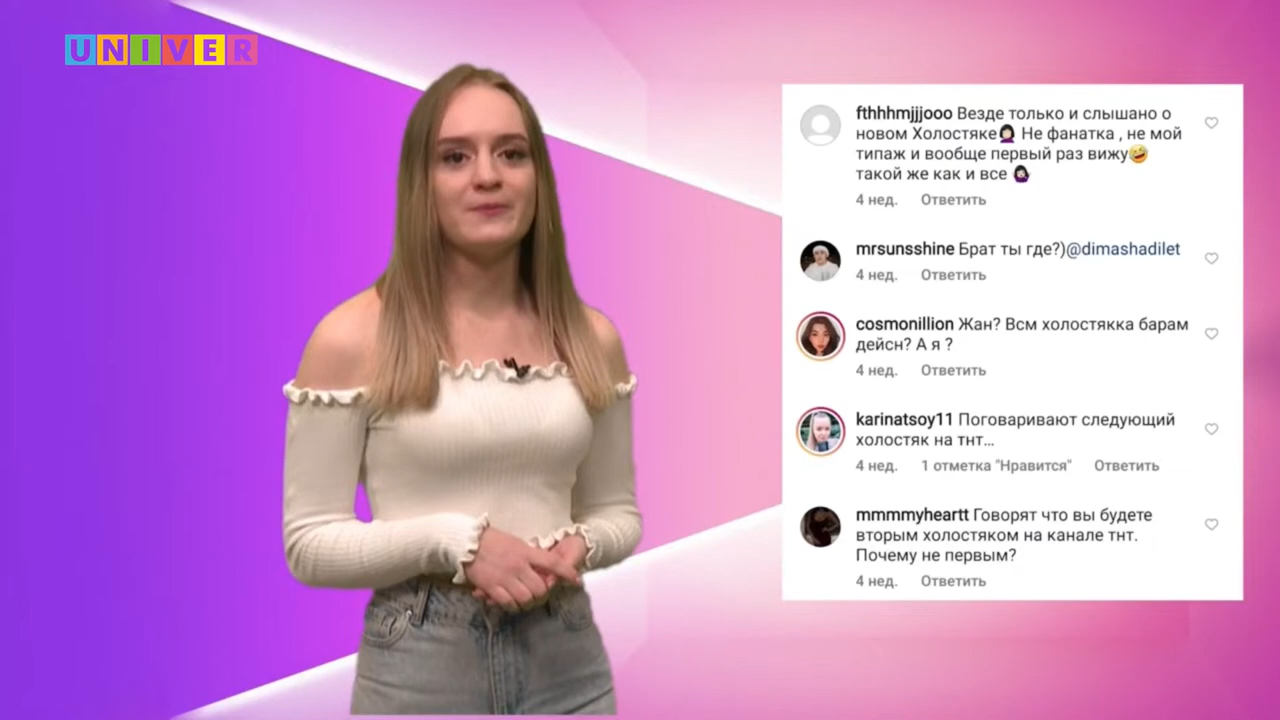 UNIVER
fthhhmjjjooo Везде только и слышано о
новом Холостяке🤦🏻‍♀️ Не фанатка , не мой
типаж и вообще первый раз вижу🤣
такой же как и все 🤷🏻‍♀️
4 нед. Ответить
mrsunsshine Брат ты где?)@dimashadilet
4 нед. Ответить
cosmonillion Жан? Всм холостякка барам
дейсн? А я ?
4 нед. Ответить
karinatsoy11 Поговаривают следующий
холостяк на тнт...
4 нед. 1 отметка "Нравится" Ответить
mmmmyheartt Говорят что вы будете
вторым холостяком на канале тнт.
Почему не первым?
4 нед. Ответить